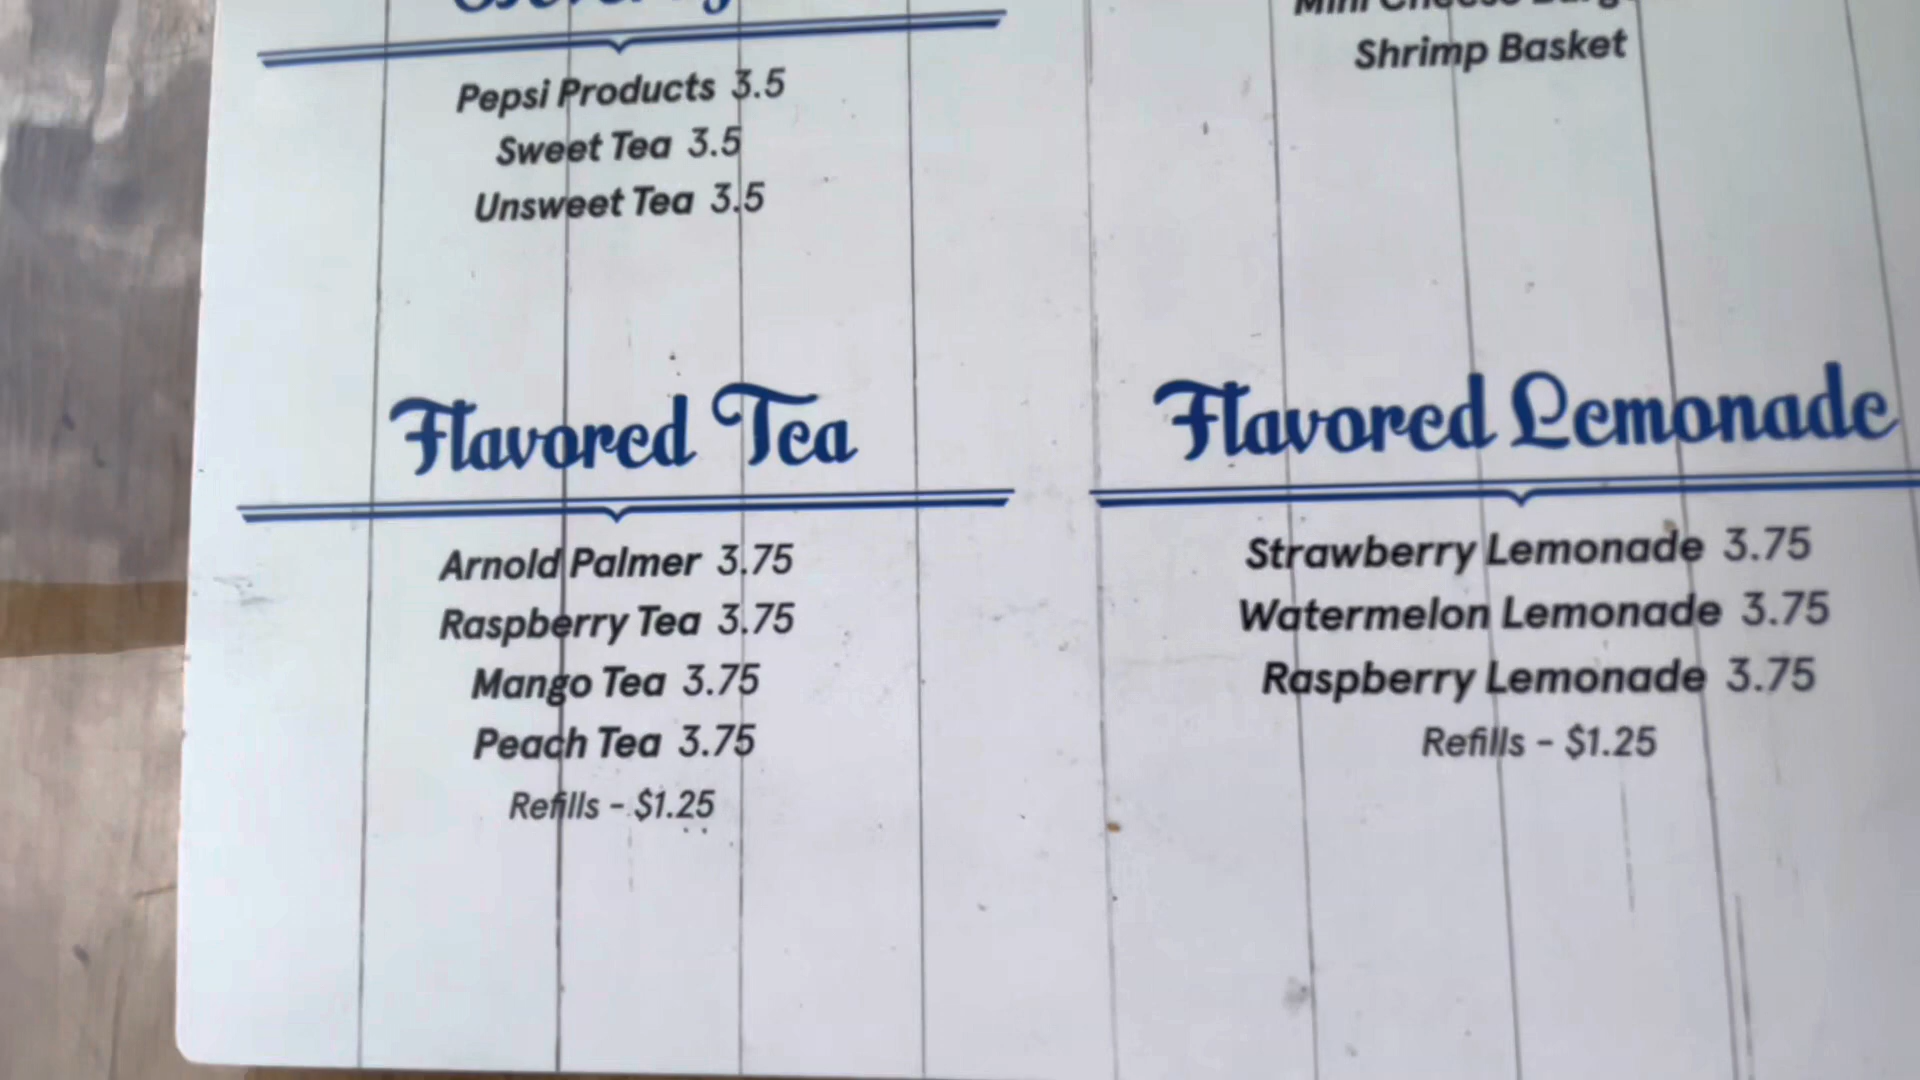 Pepsi Products 3.5
Sweet Tea 3.5
Unsweet Tea 3.5
Shrimp Basket
Flavored Tea
Arnold Palmer 3.75
Raspberry Tea 3.75
Mango Tea 3.75
Peach Tea 3.75
Refills - $1.25
Flavored Lemonade
Strawberry Lemonade 3.75
Watermelon Lemonade 3.75
Raspberry Lemonade 3.75
Refills - $1.25